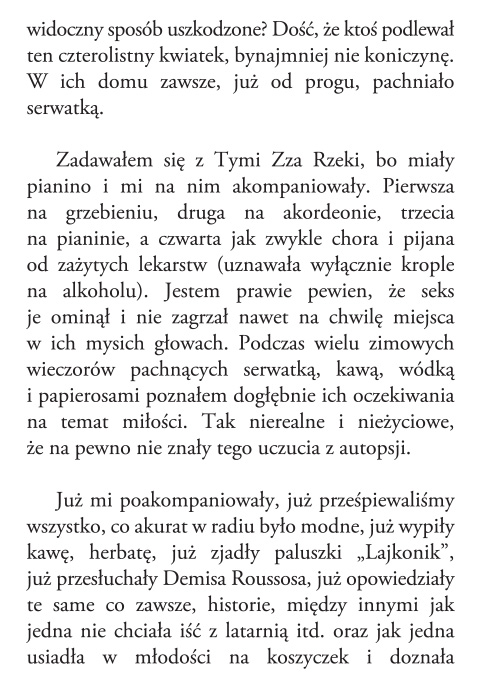 widoczny sposób uszkodzone? Dość, że ktoś podlewał
ten czterolistny kwiatek, bynajmniej nie koniczynę.
W ich domu zawsze, już od progu, pachniało
serwatką.
Zadawałem się z Tymi Zza Rzeki, bo miały
pianino i mi na nim akompaniowały. Pierwsza
na grzebieniu, druga na akordeonie, trzecia
na pianinie, a czwarta jak zwykle chora i pijana
od zażytych lekarstw (uznawała wyłącznie krople
na alkoholu). Jestem prawie pewien, że seks
je ominął i nie zagrzał nawet na chwilę miejsca
w ich mysich głowach. Podczas wielu zimowych
wieczorów pachnących serwatką, kawą, wódką
i papierosami poznałem dogłębnie ich oczekiwania
na temat miłości. Tak nierealne i nieżyciowe,
że na pewno nie znały tego uczucia z autopsji.
Już mi poakompaniowały, już prześpiewaliśmy
wszystko, co akurat w radiu było modne, już wypiły
kawę, herbatę, już zjadły paluszki „Lajkonik”,
już przesłuchały Demisa Roussosa, już opowiedziały
te same co zawsze, historie, między innymi jak
jedna nie chciała iść z latarnią itd. oraz jak jedna
usiadła w młodości na koszyczek i doznała